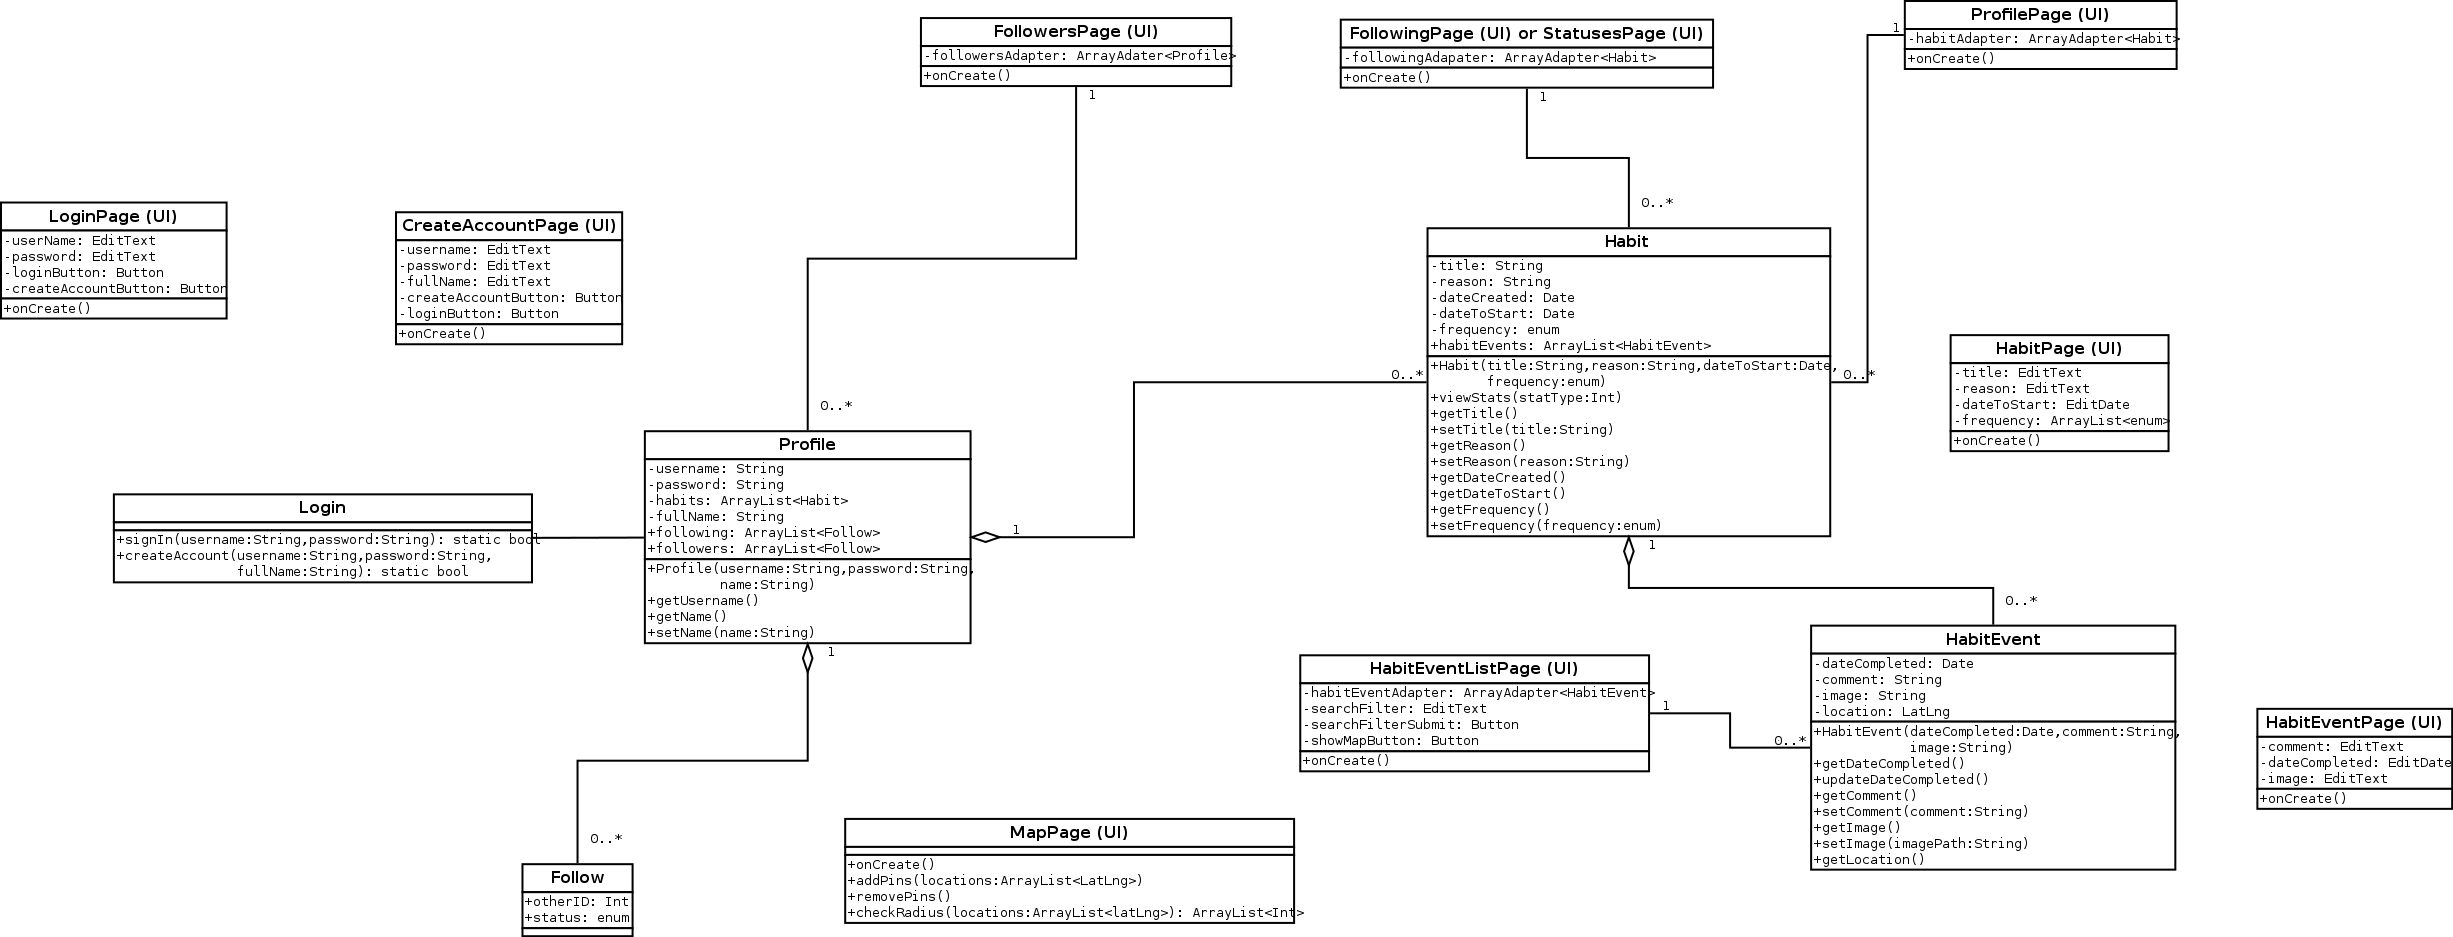 FollowersPage (UI)
-followersAdapter: ArrayAdater<Profile>
+onCreate()
1
FollowingPage (UI) or StatusesPage (UI)
-followingAdapater: ArrayAdapter<Habit>
+onCreate()
1
ProfilePage (UI)
-habitAdapter: ArrayAdapter<Habit>
+onCreate()
1
LoginPage (UI)
-userName: EditText
-password: EditText
-loginButton: Button
-createAccountButton: Button
+onCreate()
CreateAccountPage (UI)
-username: EditText
-password: EditText
-fullName: EditText
-createAccountButton: Button
-loginButton: Button
+onCreate()
0..*
Habit
-title: String
-reason: String
-dateCreated: Date
-dateToStart: Date
-frequency: enum
+habitEvents: ArrayList<HabitEvent>
+Habit(title:String,reason:String,dateToStart:Date,
frequency:enum)
+viewStats(statType:Int)
+getTitle()
+setTitle(title:String)
+getReason()
+setReason(reason:String)
+getDateCreated()
+getDateToStart()
+getFrequency()
+setFrequency(frequency:enum)
0..*
0..*
1
HabitPage (UI)
-title: EditText
-reason: EditText
-dateToStart: EditDate
-frequency: ArrayList<enum>
+onCreate()
0..*
Profile
-username: String
-password: String
-habits: ArrayList<Habit>
-fullName: String
+following: ArrayList<Follow>
+followers: ArrayList<Follow>
+Profile(username:String,password:String,
name:String)
+getUsername()
+getName()
+setName(name:String)
1
1
Login
+signIn(username:String,password:String): static bool
+createAccount(username:String,password:String,
fullName:String): static bool
0..*
HabitEvent
-dateCompleted: Date
-comment: String
-image: String
-location: LatLng
+HabitEvent(dateCompleted:Date,comment:String,
image:String)
+getDateCompleted()
+updateDateCompleted()
+getComment()
+setComment(comment:String)
+getImage()
+setImage(imagePath:String)
+getLocation()
HabitEventListPage (UI)
-habitEventAdapter: ArrayAdapter<HabitEvent>
-searchFilter: EditText
-searchFilterSubmit: Button
-showMapButton: Button
+onCreate()
1
0..*
HabitEventPage (UI)
-comment: EditText
-dateCompleted: EditDate
-image: EditText
+onCreate()
MapPage (UI)
+onCreate()
+addPins(locations:ArrayList<LatLng>)
+removePins()
+checkRadius(locations:ArrayList<latLng>): ArrayList<Int>
0..*
Follow
+otherID: Int
+status: enum